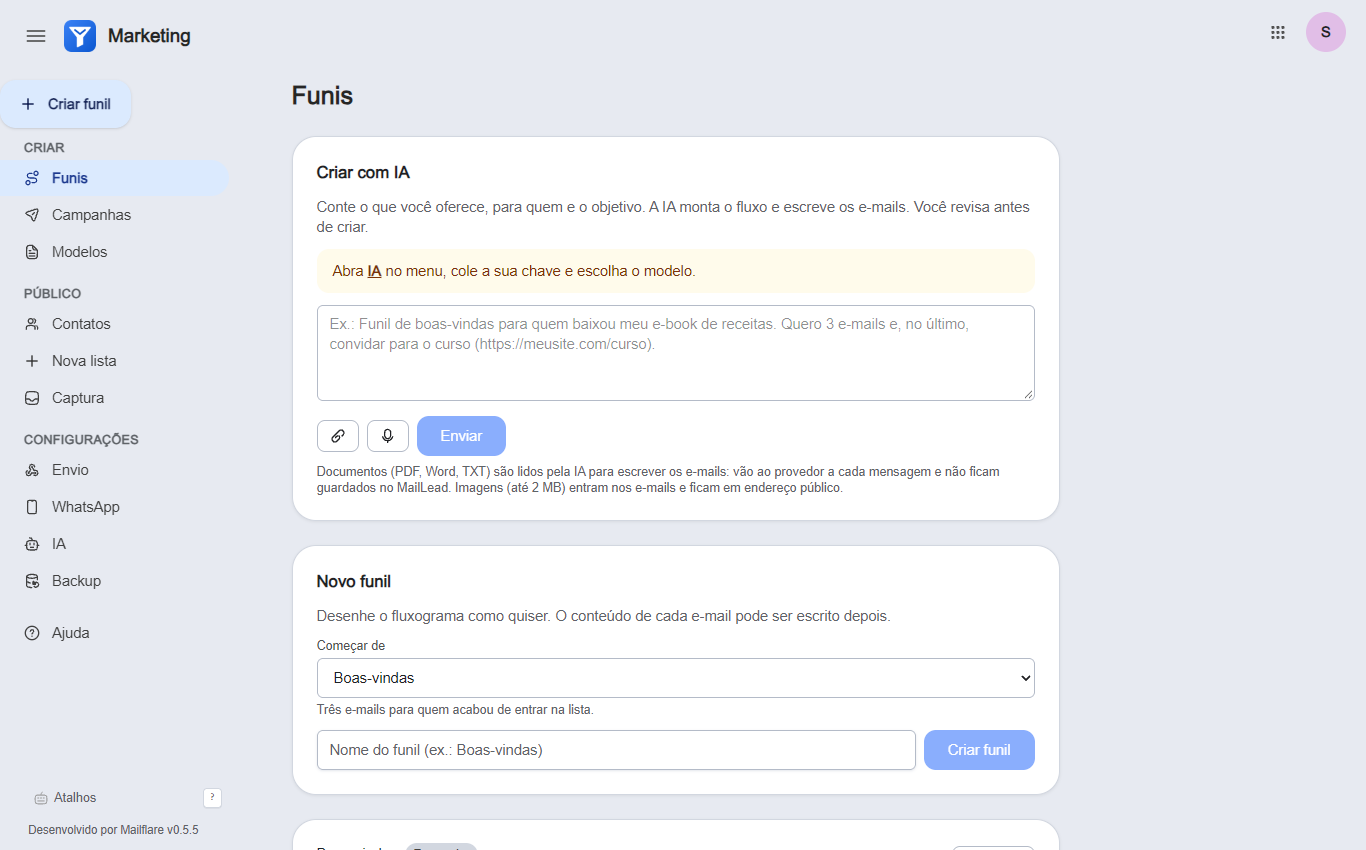 Marketing
S
Criar funil
CRIAR
Funis
Campanhas
Modelos
PÚBLICO
Contatos
Nova lista
Captura
CONFIGURAÇÕES
Envio
WhatsApp
IA
Backup
Ajuda
Atalhos
?
Desenvolvido por Mailflare v0.5.5
Funis
Criar com IA
Conte o que você oferece, para quem e o objetivo. A IA monta o fluxo e escreve os e-mails. Você revisa antes
de criar.
Abra IA no menu, cole a sua chave e escolha o modelo.
Ex.: Funil de boas-vindas para quem baixou meu e-book de receitas. Quero 3 e-mails e, no último,
convidar para o curso (https://meusite.com/curso).
Enviar
Documentos (PDF, Word, TXT) são lidos pela IA para escrever os e-mails: vão ao provedor a cada mensagem e não ficam
guardados no MailLead. Imagens (até 2 MB) entram nos e-mails e ficam em endereço público.
Novo funil
Desenhe o fluxograma como quiser. O conteúdo de cada e-mail pode ser escrito depois.
Começar de
Boas-vindas
Três e-mails para quem acabou de entrar na lista.
Nome do funil (ex.: Boas-vindas)
Criar funil